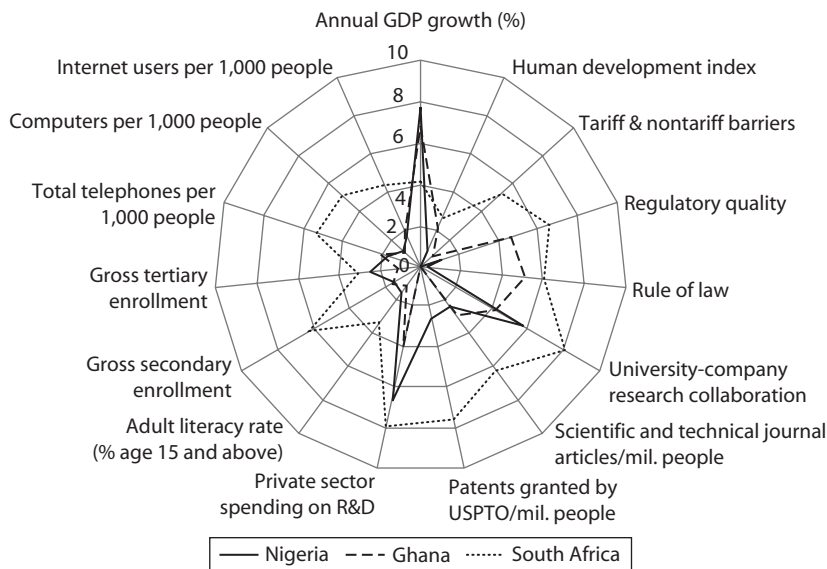 Annual GDP growth (%)
10
8
6
4
2
0
Human development index
Tariff & nontariff barriers
Regulatory quality
Rule of law
University-company
research collaboration
Scientific and technical journal
articles/mil. people
Patents granted by
USPTO/mil. people
Private sector
spending on R&D
Adult literacy rate
(% age 15 and above)
Gross secondary
enrollment
Gross tertiary
enrollment
Total telephones per
1,000 people
Computers per 1,000 people
Internet users per 1,000 people
Nigeria Ghana South Africa